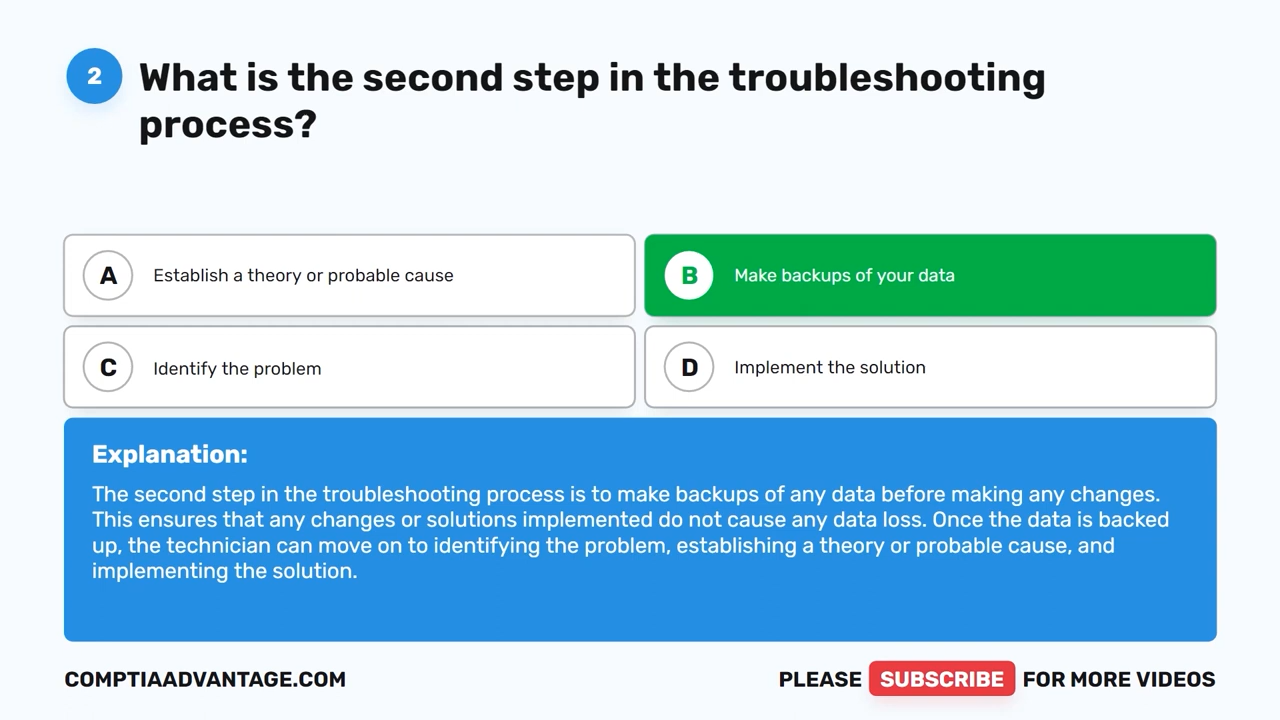 2
What is the second step in the troubleshooting
process?
A
Establish a theory or probable cause
B
Make backups of your data
C
Identify the problem
D
Implement the solution
Explanation:
The second step in the troubleshooting process is to make backups of any data before making any changes.
This ensures that any changes or solutions implemented do not cause any data loss. Once the data is backed
up, the technician can move on to identifying the problem, establishing a theory or probable cause, and
implementing the solution.
COMPTIAADVANTAGE.COM
PLEASE SUBSCRIBE FOR MORE VIDEOS